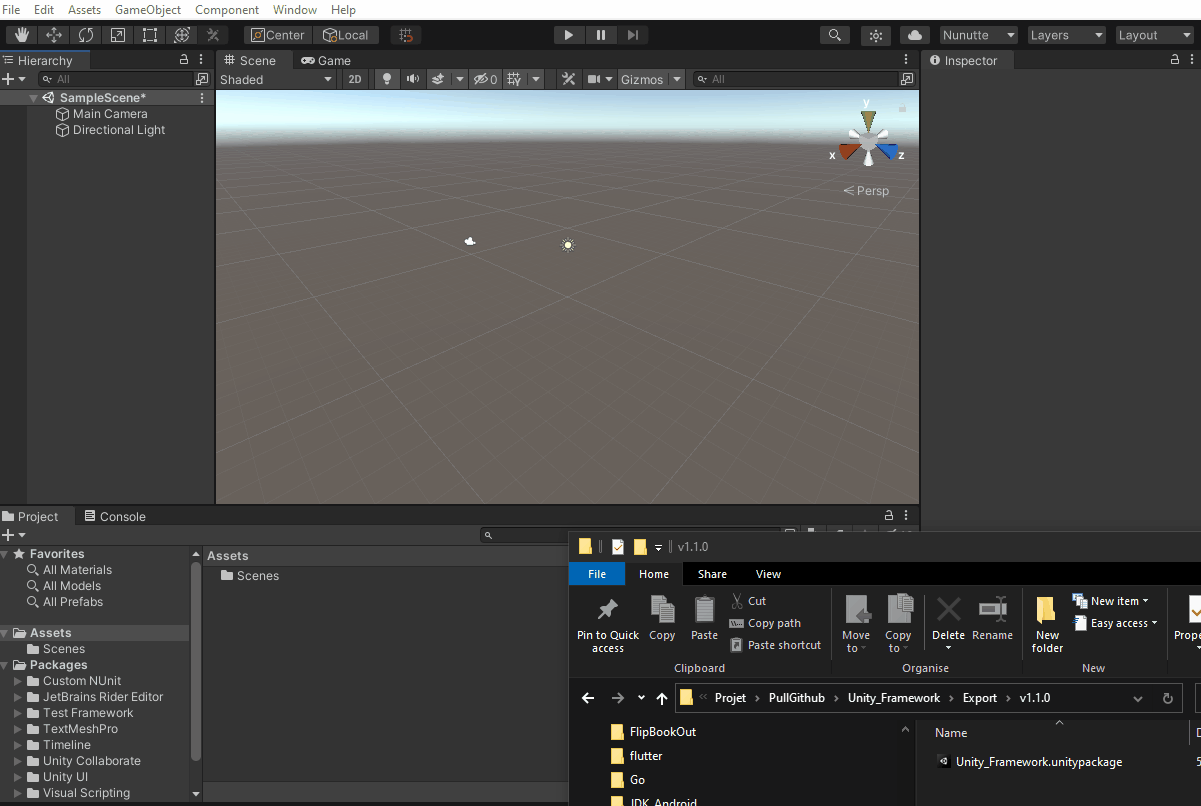 File Edit Assets GameObject Component Window Help
Center Local Nunutte Layers Layout
Hierarchy Scene Game Inspector
All Shaded 2D 0 Gizmos All
SampleScene*
Main Camera
Directional Light
y
x z
Persp
Project Console
Favorites
All Materials
All Models
All Prefabs
Assets
Scenes
Packages
Custom NUnit
JetBrains Rider Editor
Test Framework
TextMeshPro
Timeline
Unity Collaborate
Unity UI
Visual Scripting
Assets
Scenes
v1.1.0
File Home Share View
Pin to Quick access
Copy
Paste
Cut
Copy path
Paste shortcut
Clipboard
Move to
Copy to
Delete
Rename
Organise
New folder
New item
Easy access
New
Projet PullGithub Unity_Framework Export v1.1.0
FlipBookOut
flutter
Go
JDK_Android
Name
Unity_Framework.unitypackage